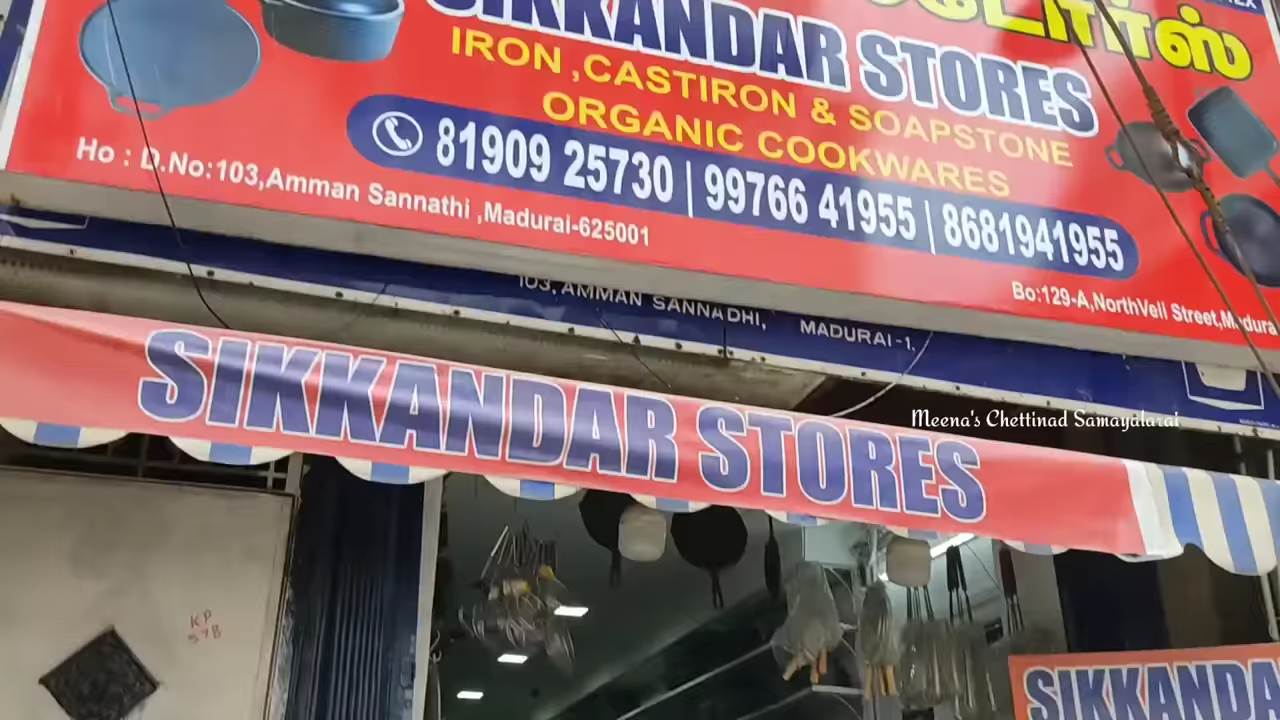 ஸ்டோர்ஸ்
SIKKANDAR STORES
IRON ,CASTIRON & SOAPSTONE
ORGANIC COOKWARES
81909 25730 | 99766 41955 | 8681941955
Ho : D.No:103,Amman Sannathi ,Madurai-625001
Bo:129-A,NorthVeli Street,Madura
103, AMMAN SANNADHI, MADURAI-1.
SIKKANDAR STORES
Meena's Chettinad Samayalarai
KP
SIKKANDA